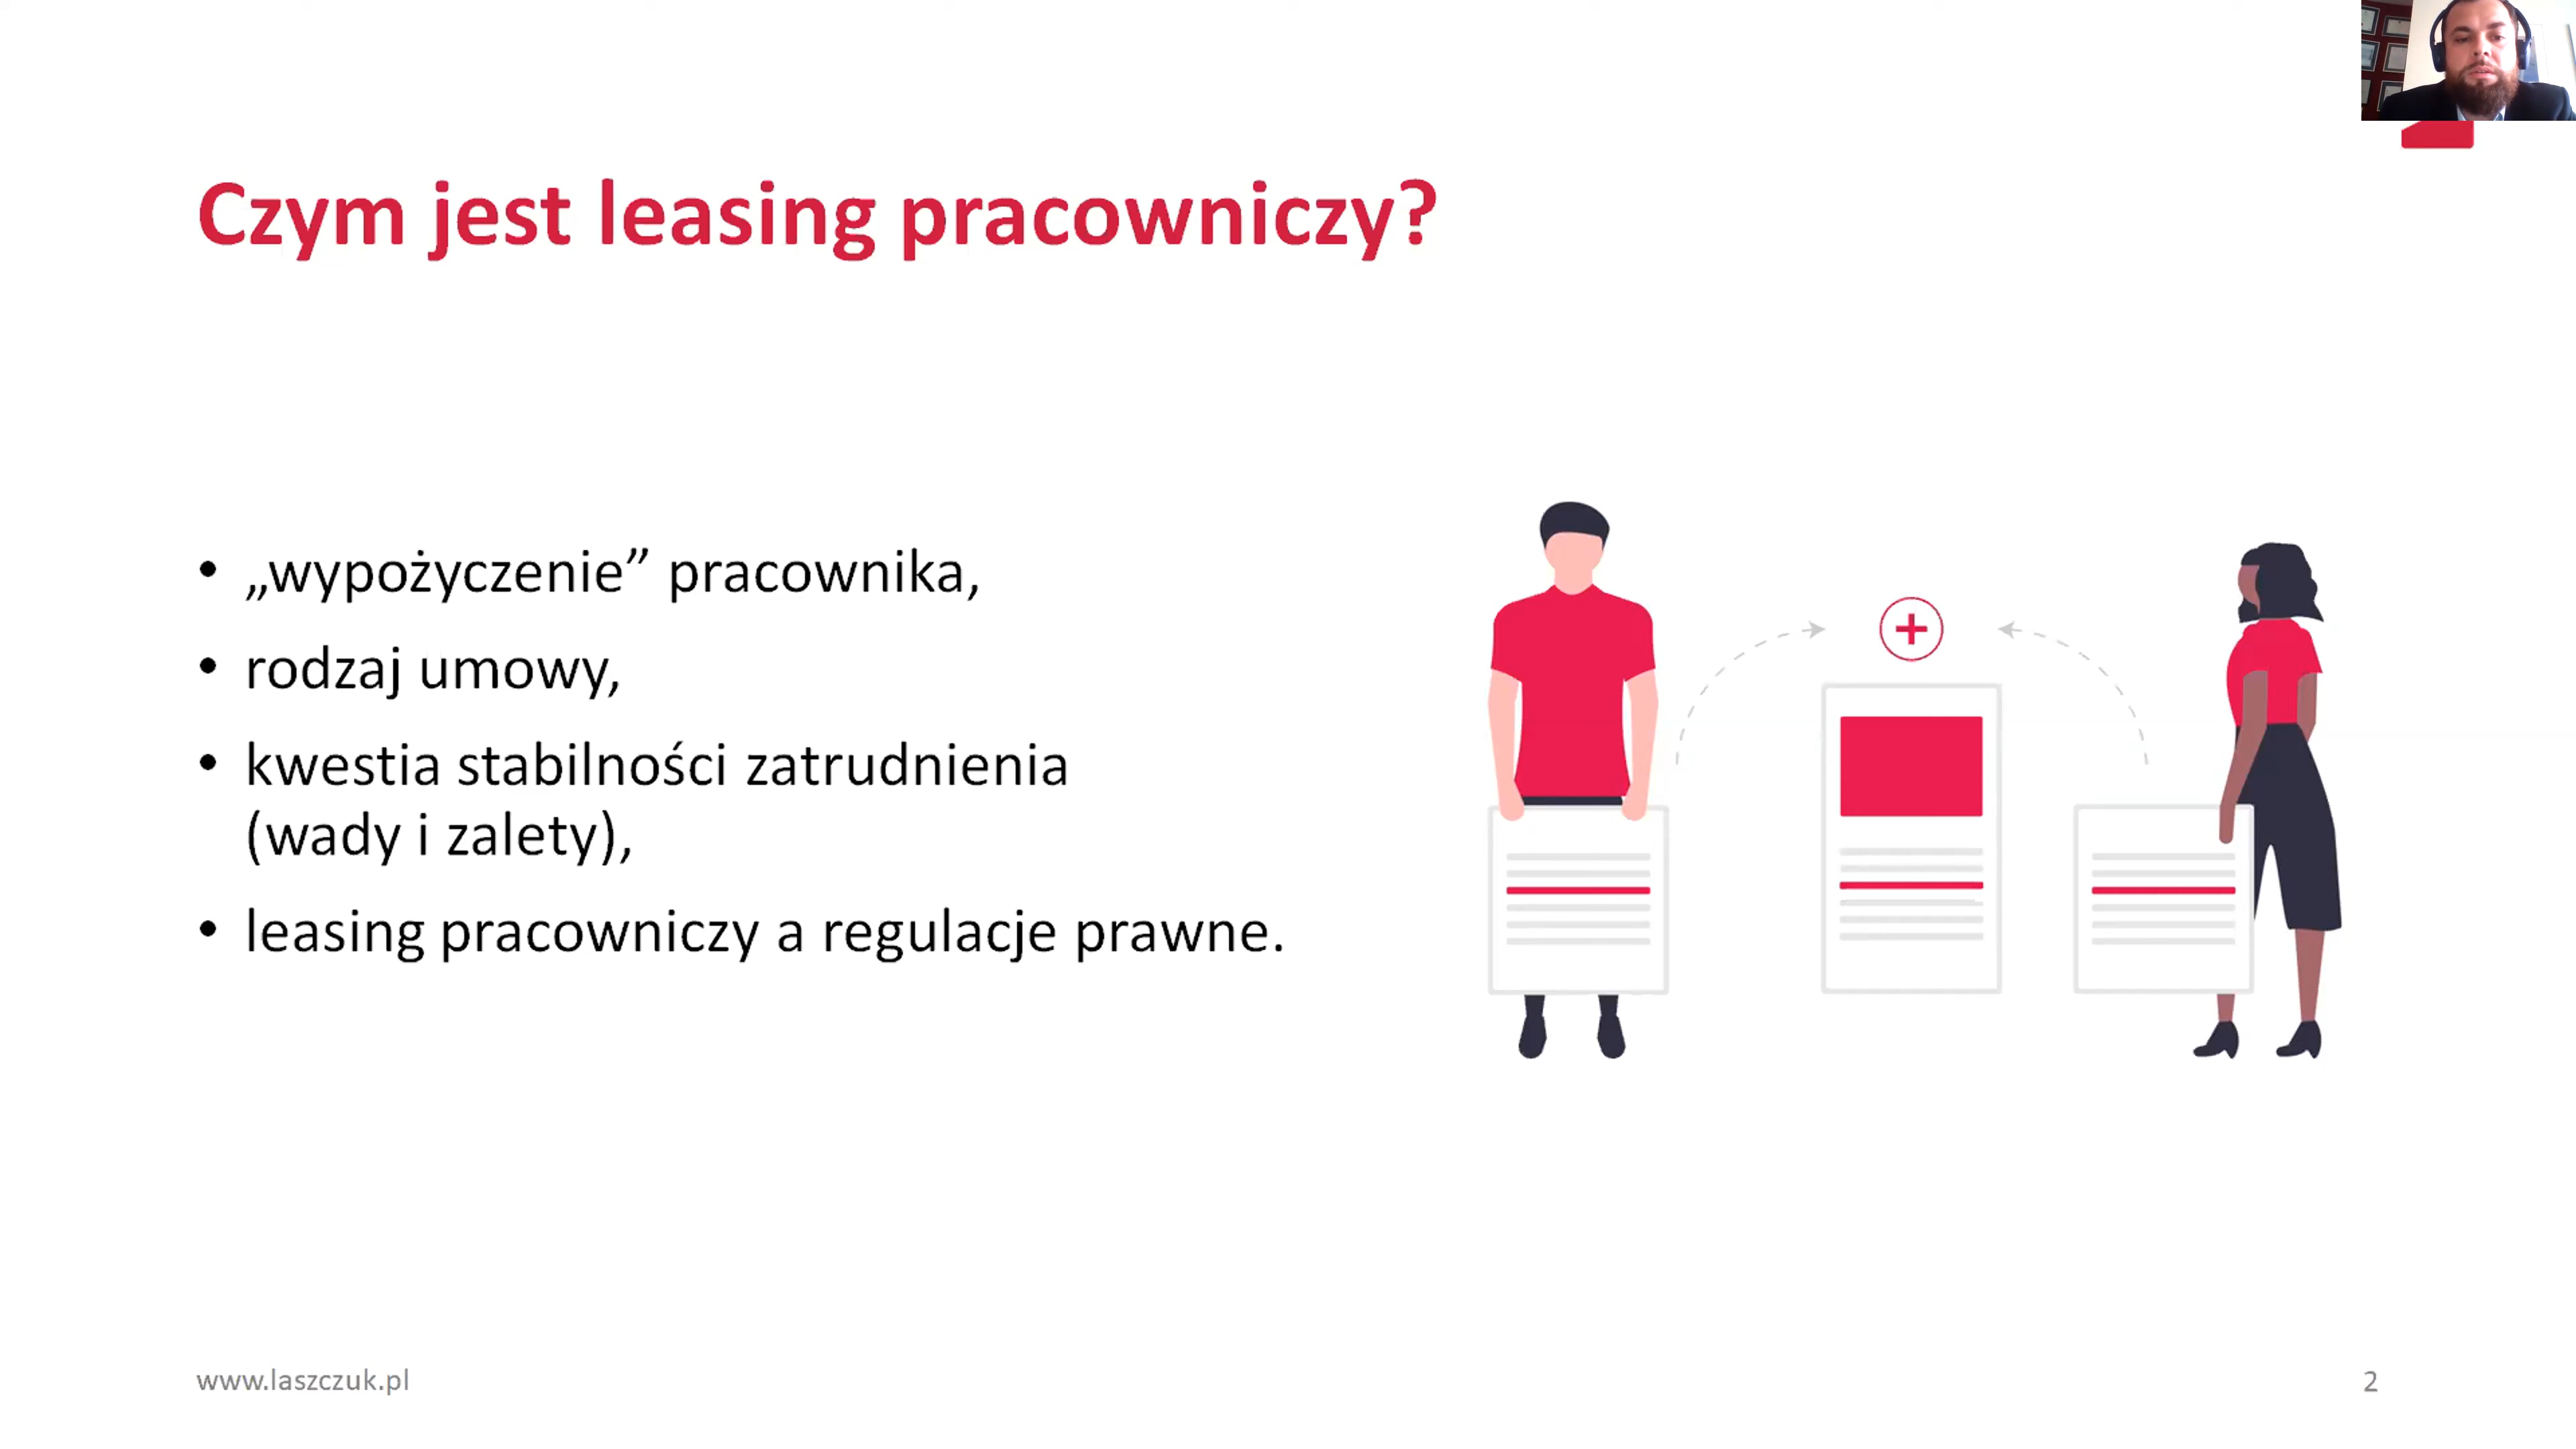 Czym jest leasing pracowniczy?
• „wypożyczenie” pracownika,
• rodzaj umowy,
• kwestia stabilności zatrudnienia
(wady i zalety),
• leasing pracowniczy a regulacje prawne.
www.laszczuk.pl
2